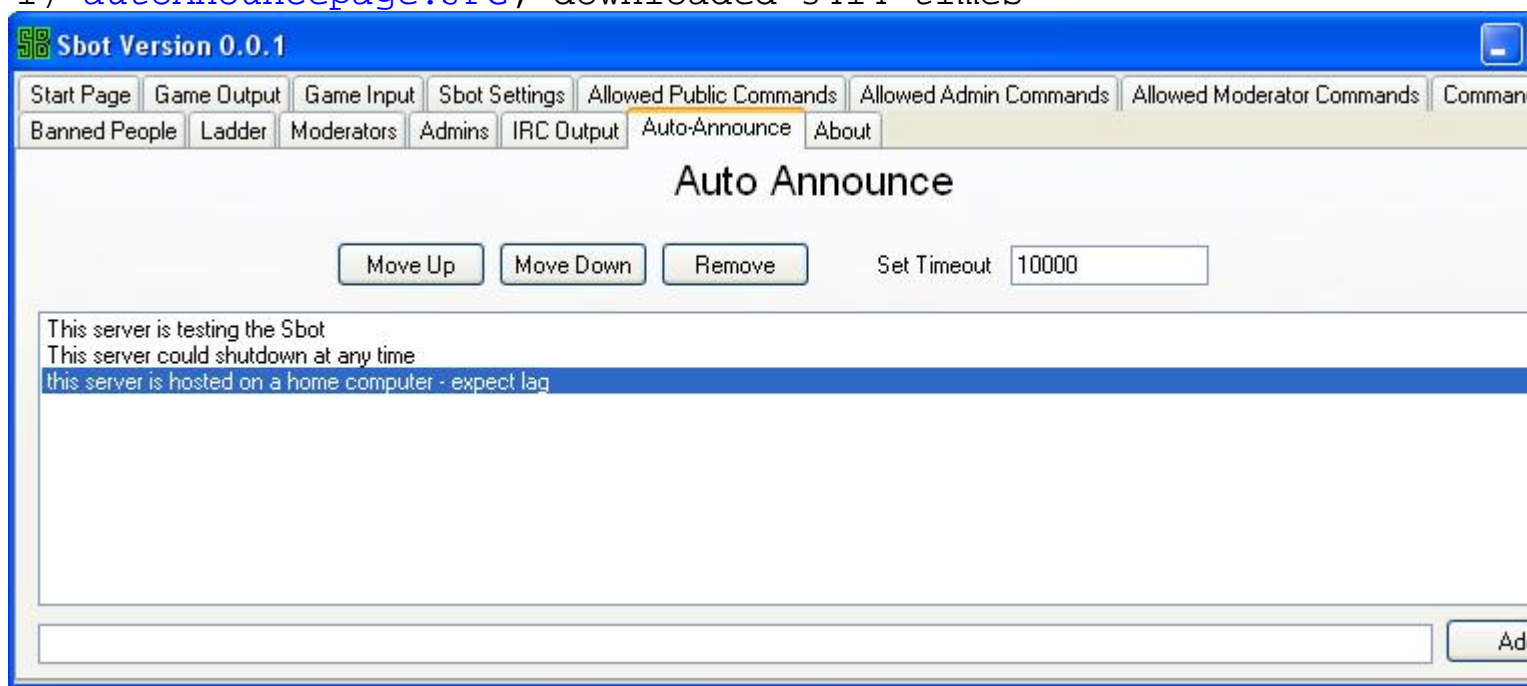 Sbot Version 0.0.1
Start Page Game Output Game Input Sbot Settings Allowed Public Commands Allowed Admin Commands Allowed Moderator Commands
Banned People Ladder Moderators Admins IRC Output Auto-Announce About
Auto Announce
Move Up Move Down Remove Set Timeout 10000
This server is testing the Sbot
This server could shutdown at any time
this server is hosted on a home computer - expect lag